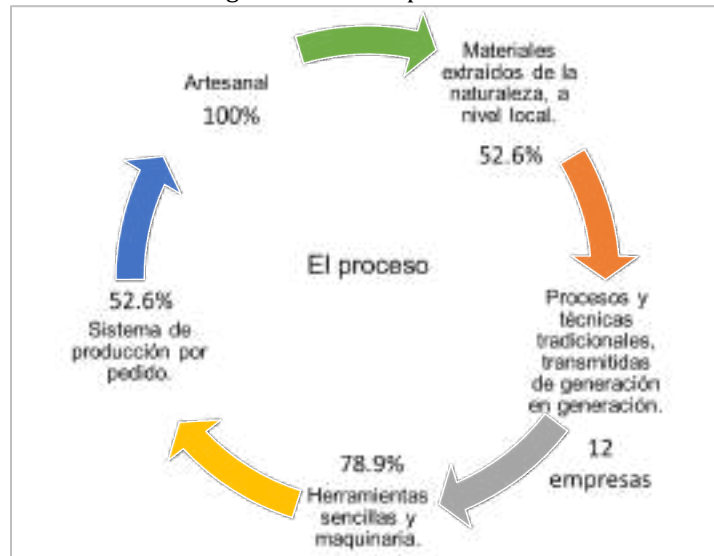 Artesanal
100%
Materiales
extraídos de la
naturaleza, a
nivel local.
52.6%
El proceso
Procesos y
técnicas
tradicionales,
transmitidas
de generación
en generación.
12
empresas
78.9%
Herramientas
sencillas y
maquinaria.
52.6%
Sistema de
producción por
pedido.